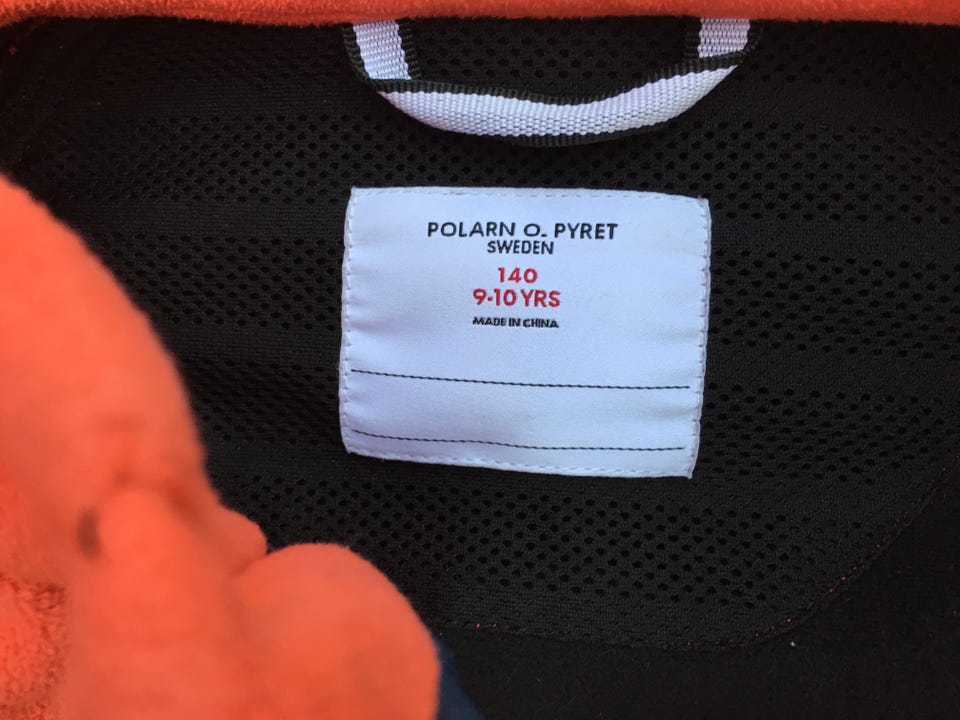 POLARN O. PYRET
SWEDEN
140
9-10 YRS
MADE IN CHINA